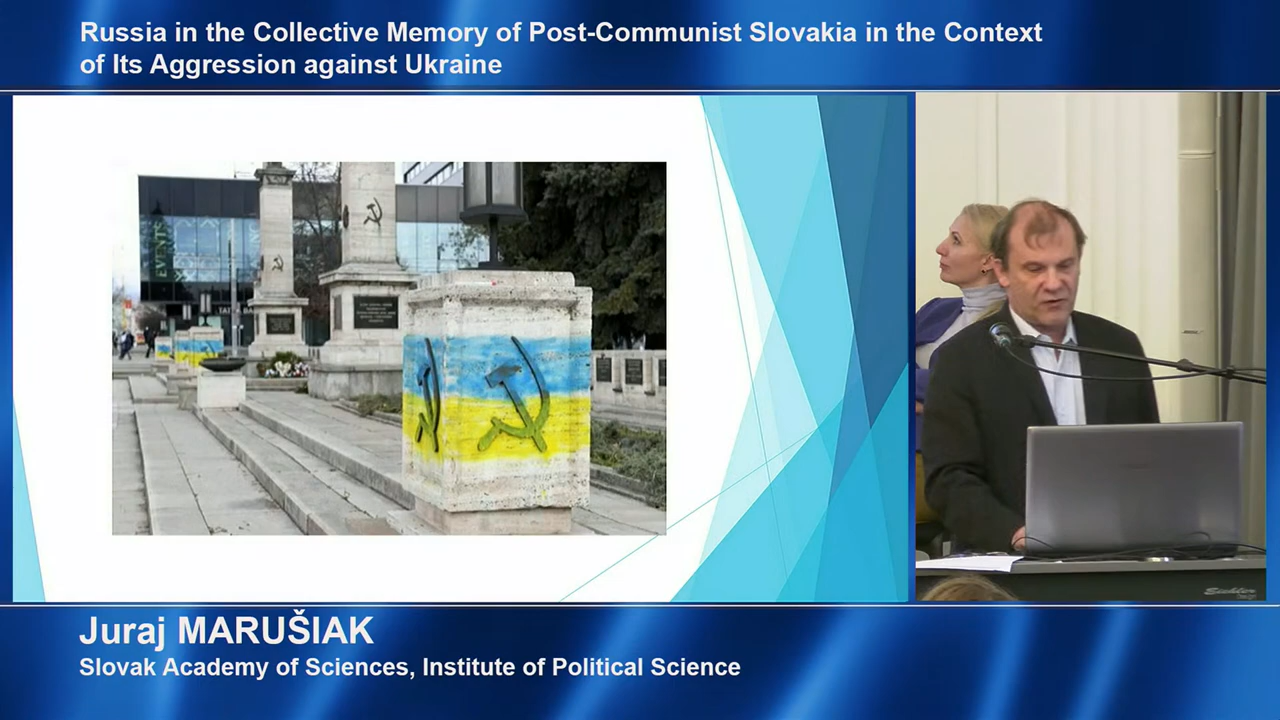 Russia in the Collective Memory of Post-Communist Slovakia in the Context
of Its Aggression against Ukraine
EVENTS
Juraj MARUŠIAK
Slovak Academy of Sciences, Institute of Political Science